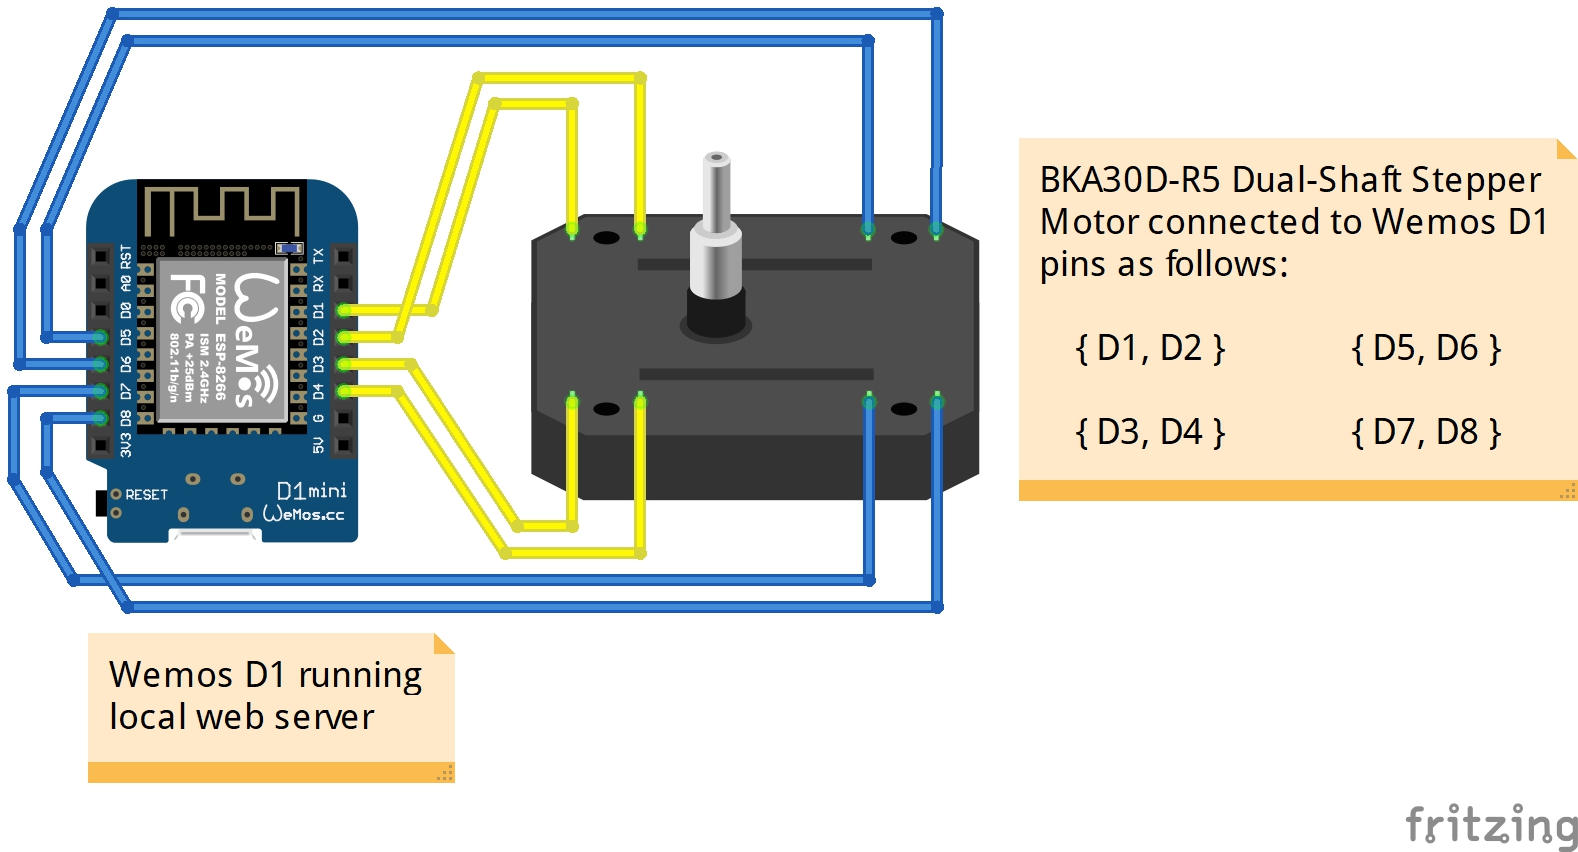 RST
A0
D0
D5
D6
D7
D8
3V3
TX
RX
D1
D2
D3
D4
G
5V
WeMos
MODEL ESP-8266
ISM 2.4GHz
PA +25dBm
802.11b/g/n
FC
RESET
D1mini
WeMos.cc
BKA30D-R5 Dual-Shaft Stepper
Motor connected to Wemos D1
pins as follows:
{ D1, D2 } { D5, D6 }
{ D3, D4 } { D7, D8 }
Wemos D1 running
local web server
fritzing